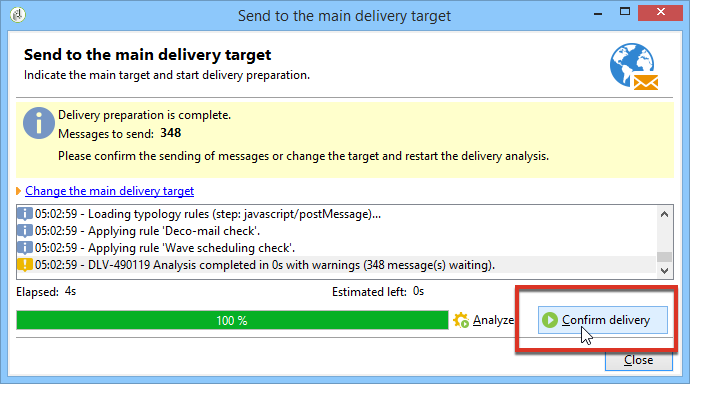 Send to the main delivery target
Send to the main delivery target
Indicate the main target and start delivery preparation.
Delivery preparation is complete.
Messages to send: 348
Please confirm the sending of messages or change the target and restart the delivery analysis.
Change the main delivery target
05:02:59 - Loading typology rules (step: javascript/postMessage)...
05:02:59 - Applying rule 'Deco-mail check'.
05:02:59 - Applying rule 'Wave scheduling check'.
05:02:59 - DLV-490119 Analysis completed in 0s with warnings (348 message(s) waiting).
Elapsed: 4s Estimated left: 0s
100 % Analyze Confirm delivery
Close